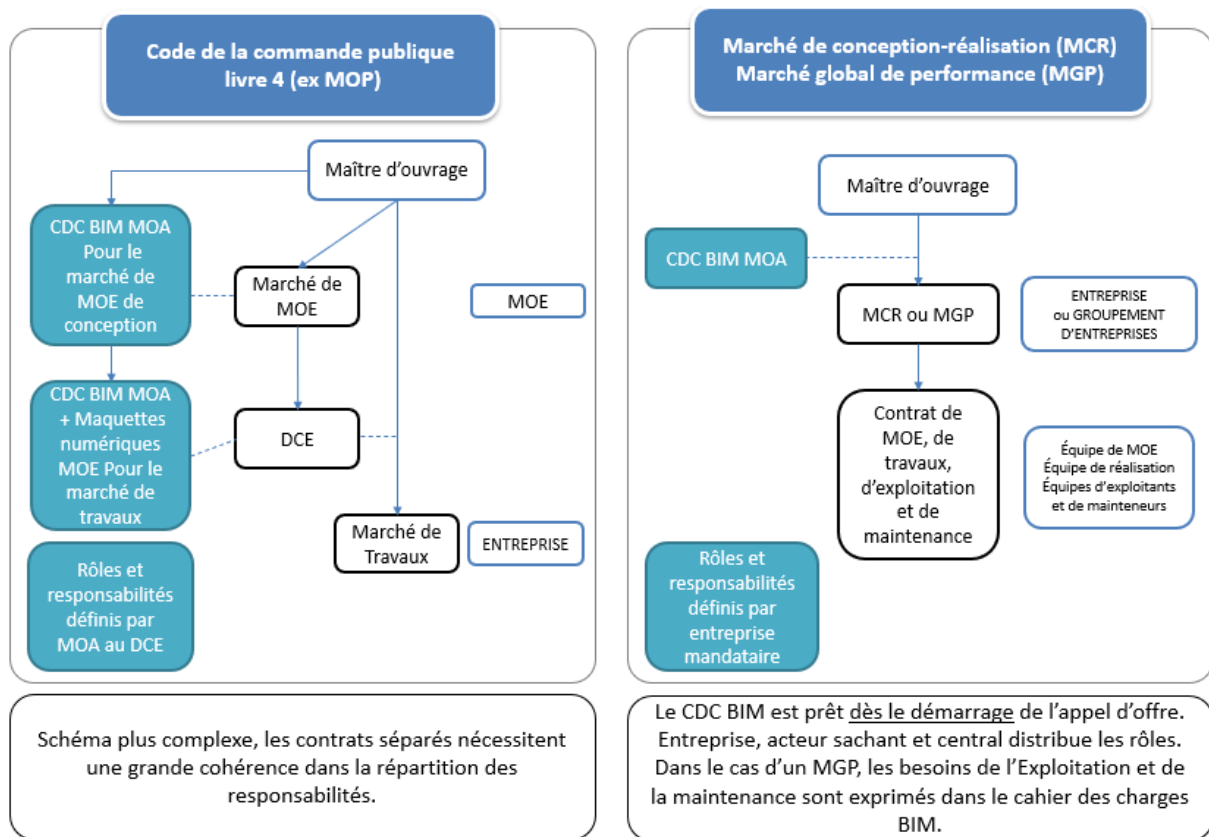 Code de la commande publique
livre 4 (ex MOP)
Maître d’ouvrage
CDC BIM MOA
Pour le
marché de
MOE de
conception
Marché de
MOE
MOE
CDC BIM MOA
+ Maquettes
numériques
MOE Pour le
marché de
travaux
DCE
Marché de
Travaux
ENTREPRISE
Rôles et
responsabilités
définis par
MOA au DCE
Schéma plus complexe, les contrats séparés nécessitent
une grande cohérence dans la répartition des
responsabilités.
Marché de conception-réalisation (MCR)
Marché global de performance (MGP)
Maître d’ouvrage
CDC BIM MOA
MCR ou MGP
ENTREPRISE
ou GROUPEMENT
D’ENTREPRISES
Contrat de
MOE, de
travaux,
d’exploitation
et de
maintenance
Équipe de MOE
Équipe de réalisation
Équipes d’exploitants
et de mainteneurs
Rôles et
responsabilités
définis par
entreprise
mandataire
Le CDC BIM est prêt dès le démarrage de l’appel d’offre.
Entreprise, acteur sachant et central distribue les rôles.
Dans le cas d’un MGP, les besoins de l’Exploitation et de
la maintenance sont exprimés dans le cahier des charges
BIM.